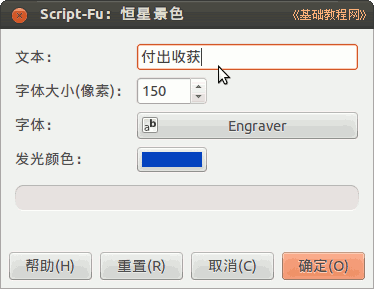 Script-Fu: 恒星景色 《基础教程网》
文本: 付出收获
字体大小(像素): 150
字体: ab Engraver
发光颜色:
帮助(H) 重置(R) 取消(C) 确定(O)